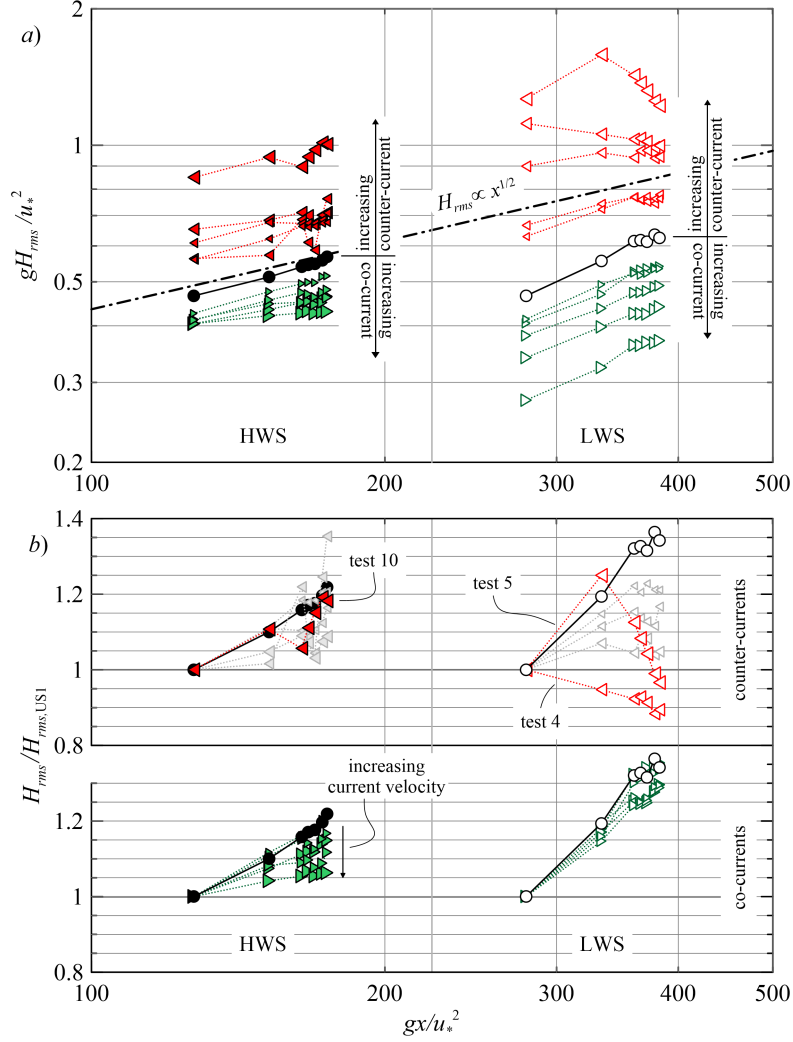 a)
2
1
0.5
0.3
0.2
gH_rms/u_*^2
H_rms ∝ x^{1/2}
increasing
counter-current
increasing
co-current
increasing
counter-current
increasing
co-current
HWS
LWS
100
200
300
400
500
b)
1.4
1.2
1
0.8
1.2
1
0.8
H_rms/H_rms,US1
test 10
test 5
test 4
counter-currents
increasing
current velocity
co-currents
HWS
LWS
100
200
300
400
500
gx/u_*^2